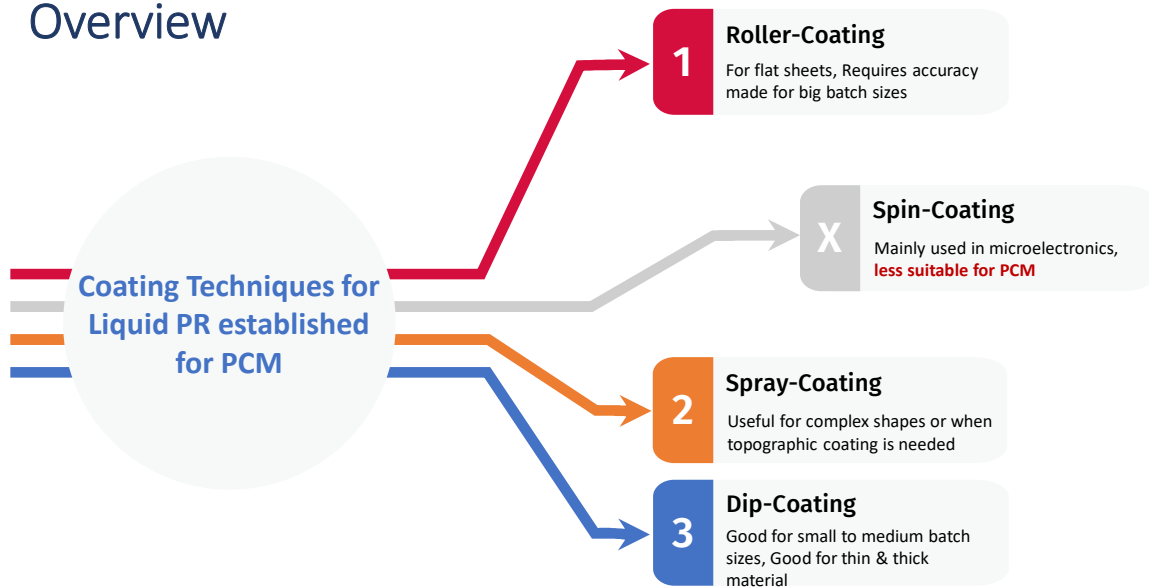 Overview
Coating Techniques for
Liquid PR established
for PCM
1
Roller-Coating
For flat sheets, Requires accuracy
made for big batch sizes
X
Spin-Coating
Mainly used in microelectronics,
less suitable for PCM
2
Spray-Coating
Useful for complex shapes or when
topographic coating is needed
3
Dip-Coating
Good for small to medium batch
sizes, Good for thin & thick
material